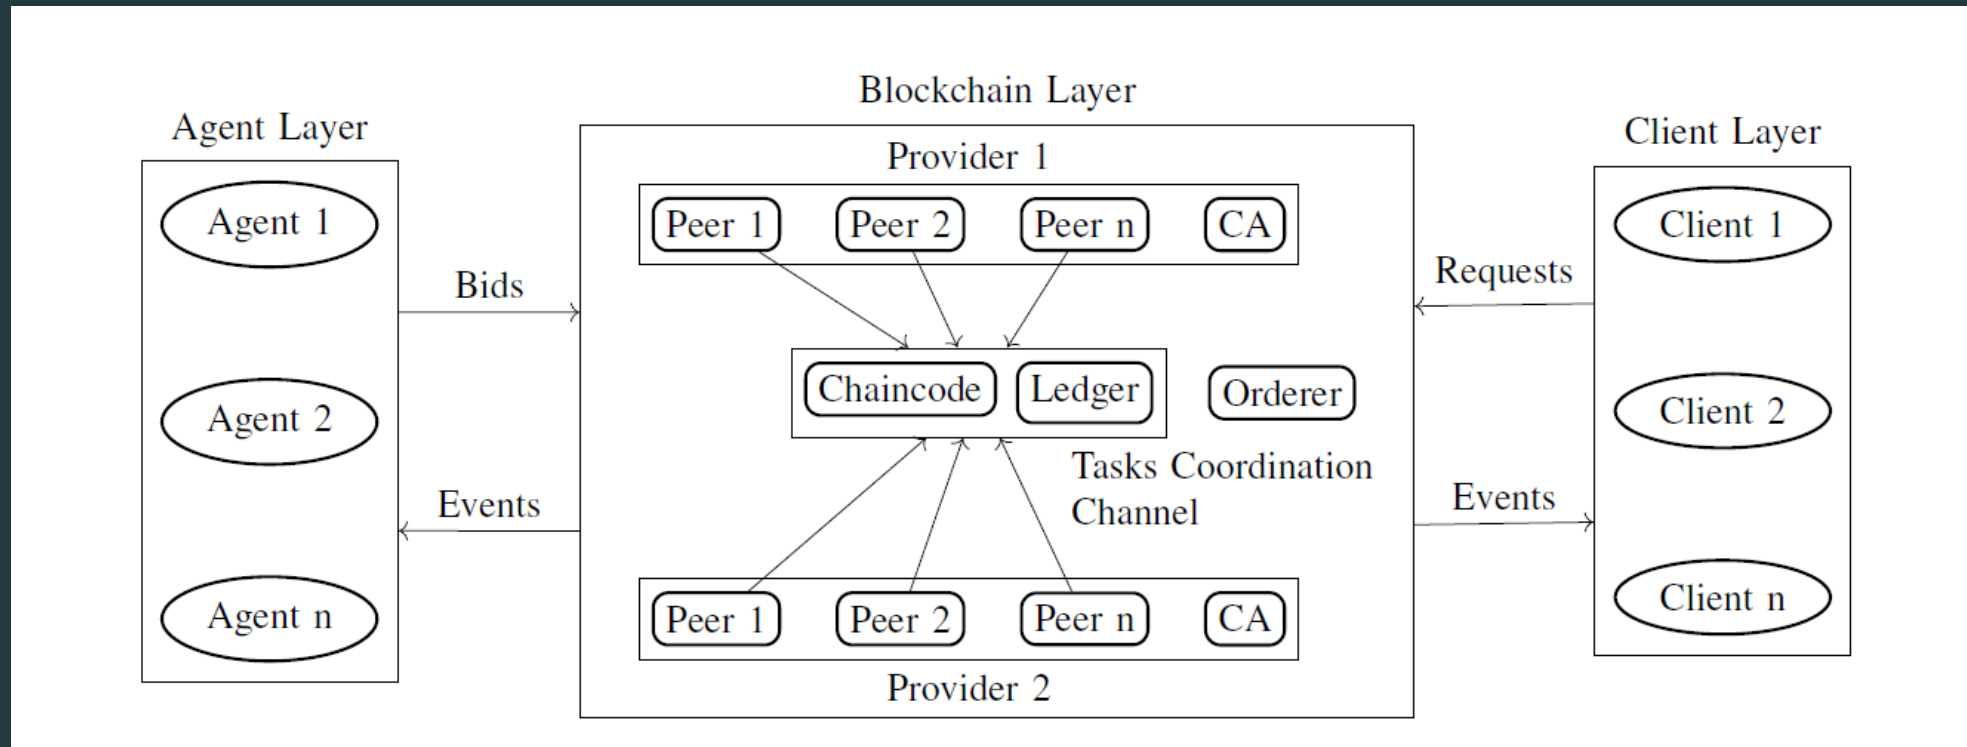 Blockchain Layer
Agent Layer
Client Layer
Provider 1
Agent 1
Peer 1
Peer 2
Peer n
CA
Client 1
Bids
Requests
Chaincode
Ledger
Orderer
Agent 2
Client 2
Tasks Coordination
Channel
Events
Events
Agent n
Peer 1
Peer 2
Peer n
CA
Client n
Provider 2